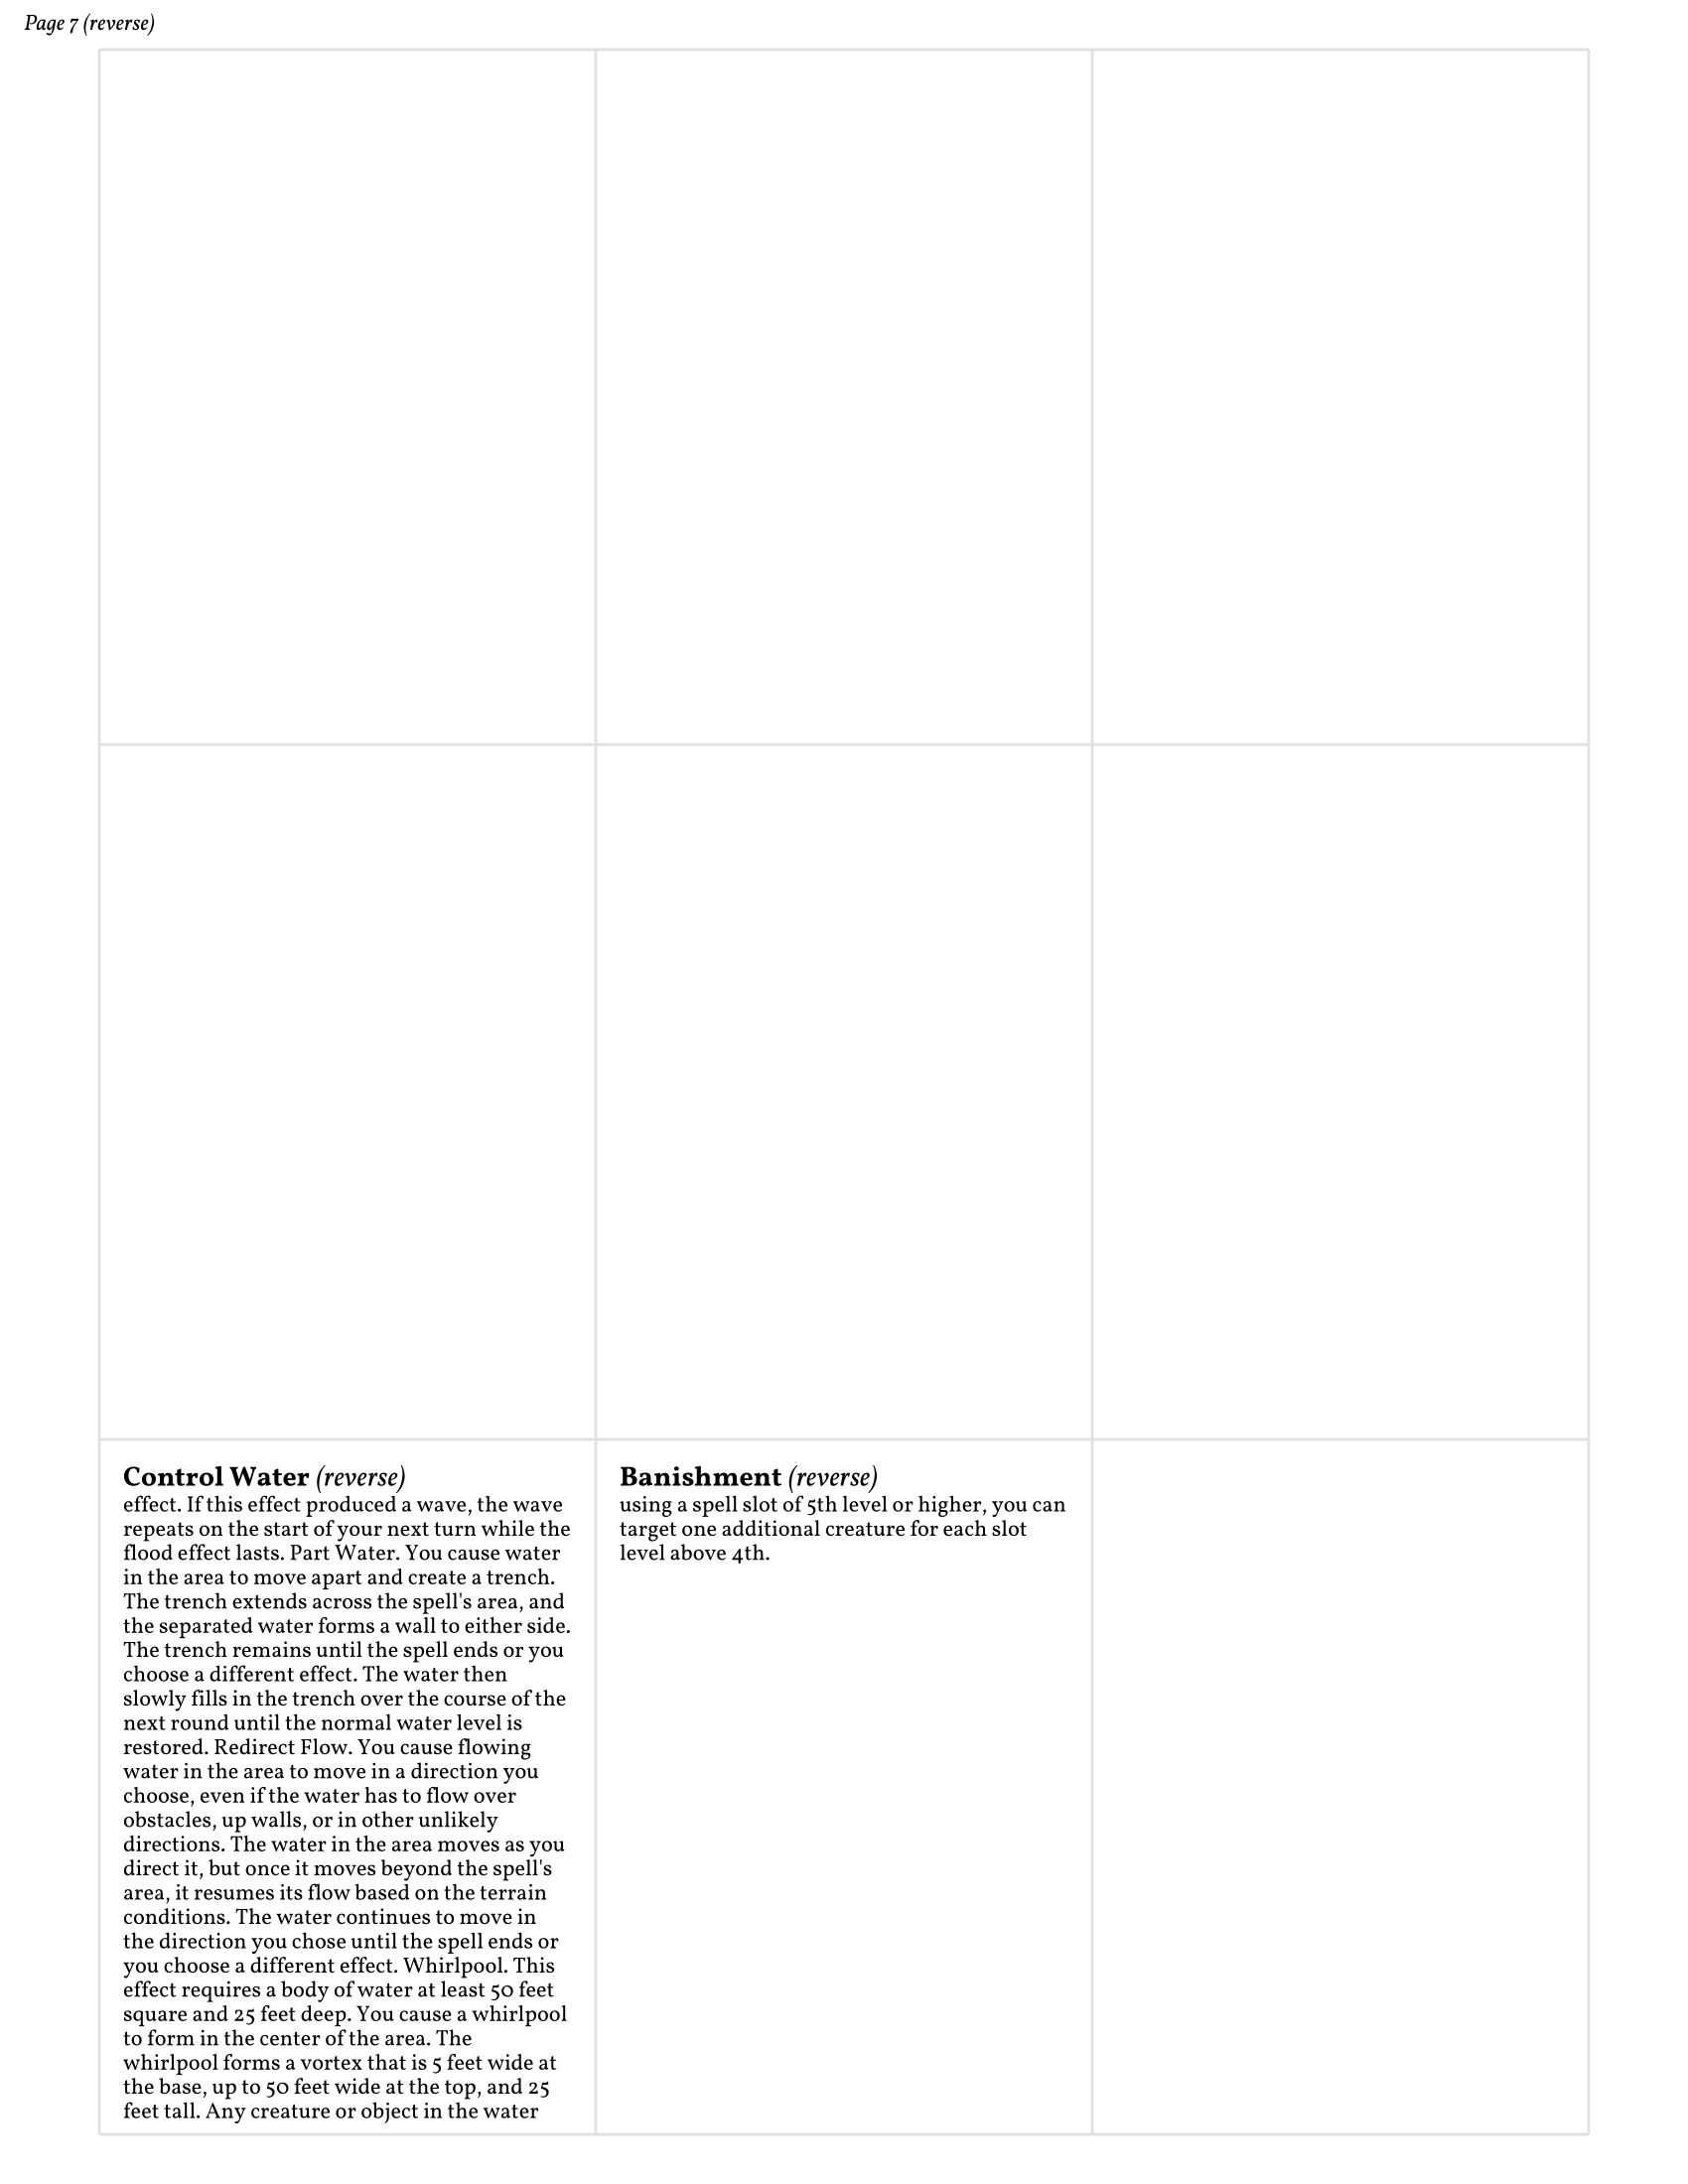 Page 7 (reverse)
Control Water (reverse)
effect. If this effect produced a wave, the wave
repeats on the start of your next turn while the
flood effect lasts. Part Water. You cause water
in the area to move apart and create a trench.
The trench extends across the spell's area, and
the separated water forms a wall to either side.
The trench remains until the spell ends or you
choose a different effect. The water then
slowly fills in the trench over the course of the
next round until the normal water level is
restored. Redirect Flow. You cause flowing
water in the area to move in a direction you
choose, even if the water has to flow over
obstacles, up walls, or in other unlikely
directions. The water in the area moves as you
direct it, but once it moves beyond the spell's
area, it resumes its flow based on the terrain
conditions. The water continues to move in
the direction you chose until the spell ends or
you choose a different effect. Whirlpool. This
effect requires a body of water at least 50 feet
square and 25 feet deep. You cause a whirlpool
to form in the center of the area. The
whirlpool forms a vortex that is 5 feet wide at
the base, up to 50 feet wide at the top, and 25
feet tall. Any creature or object in the water
Banishment (reverse)
using a spell slot of 5th level or higher, you can
target one additional creature for each slot
level above 4th.